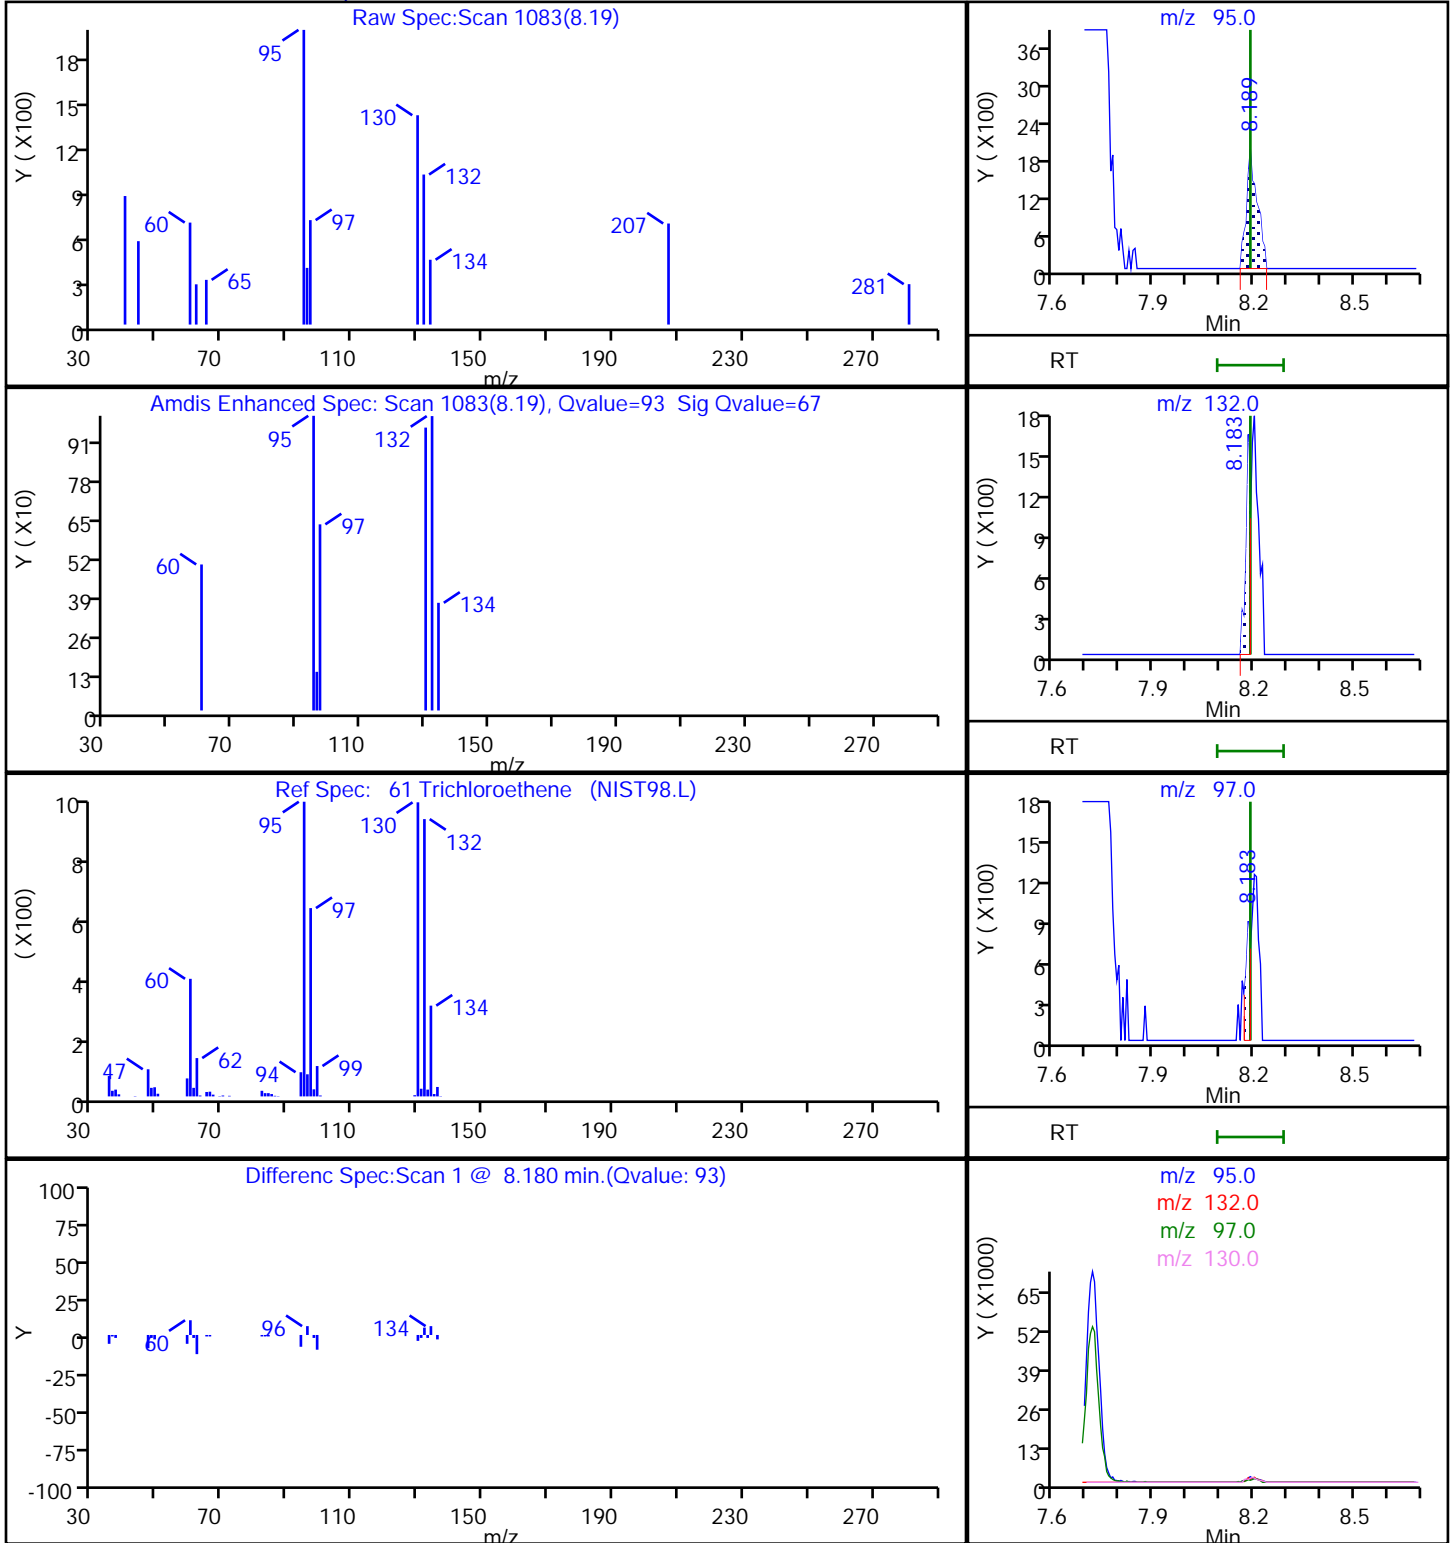 Raw Spec:Scan 1083(8.19)
Y ( X100)
18
15
12
9
6
3
0
95
130
132
60
97
207
134
65
281
30 70 110 150 190 230 270
m/z
m/z 95.0
Y ( X100)
36
30
24
18
12
6
0
8.189
7.6 7.9 8.2 8.5
Min
RT
Amdis Enhanced Spec: Scan 1083(8.19), Qvalue=93 Sig Qvalue=67
Y ( X10)
91
78
65
52
39
26
13
0
95
132
97
60
134
30 70 110 150 190 230 270
m/z
m/z 132.0
Y ( X100)
18
15
12
9
6
3
0
8.183
7.6 7.9 8.2 8.5
Min
RT
Ref Spec: 61 Trichloroethene (NIST98.L)
( X100)
10
8
6
4
2
0
95
130
132
97
60
134
47
62
94
99
30 70 110 150 190 230 270
m/z 97.0
Y ( X100)
18
15
12
9
6
3
0
8.183
7.6 7.9 8.2 8.5
Min
RT
Differenc Spec:Scan 1 @ 8.180 min.(Qvalue: 93)
Y
100
75
50
25
0
-25
-50
-75
-100
60
96
134
30 70 110 150 190 230 270
m/z
m/z 95.0
m/z 132.0
m/z 97.0
m/z 130.0
Y ( X1000)
65
52
39
26
13
0
7.6 7.9 8.2 8.5
Min